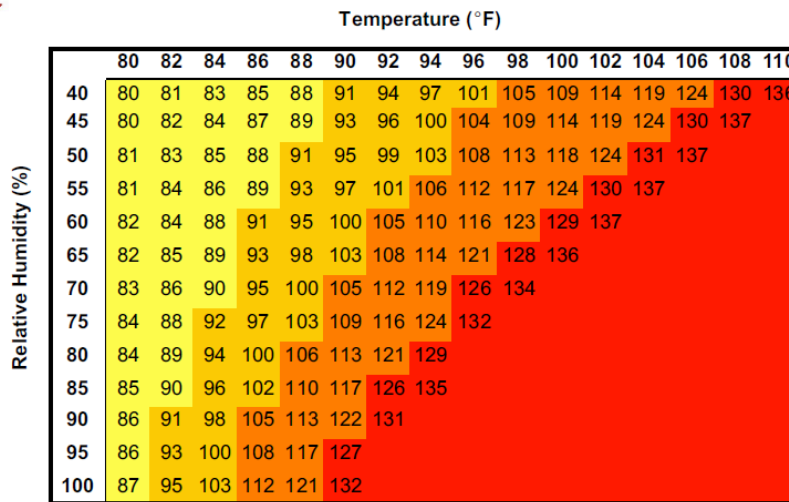 Temperature (°F)
80 82 84 86 88 90 92 94 96 98 100 102 104 106 108 110
Relative Humidity (%)
40 80 81 83 85 88 91 94 97 101 105 109 114 119 124 130 136
45 80 82 84 87 89 93 96 100 104 109 114 119 124 130 137
50 81 83 85 88 91 95 99 103 108 113 118 124 131 137
55 81 84 86 89 93 97 101 106 112 117 124 130 137
60 82 84 88 91 95 100 105 110 116 123 129 137
65 82 85 89 93 98 103 108 114 121 128 136
70 83 86 90 95 100 105 112 119 126 134
75 84 88 92 97 103 109 116 124 132
80 84 89 94 100 106 113 121 129
85 85 90 96 102 110 117 126 135
90 86 91 98 105 113 122 131
95 86 93 100 108 117 127
100 87 95 103 112 121 132